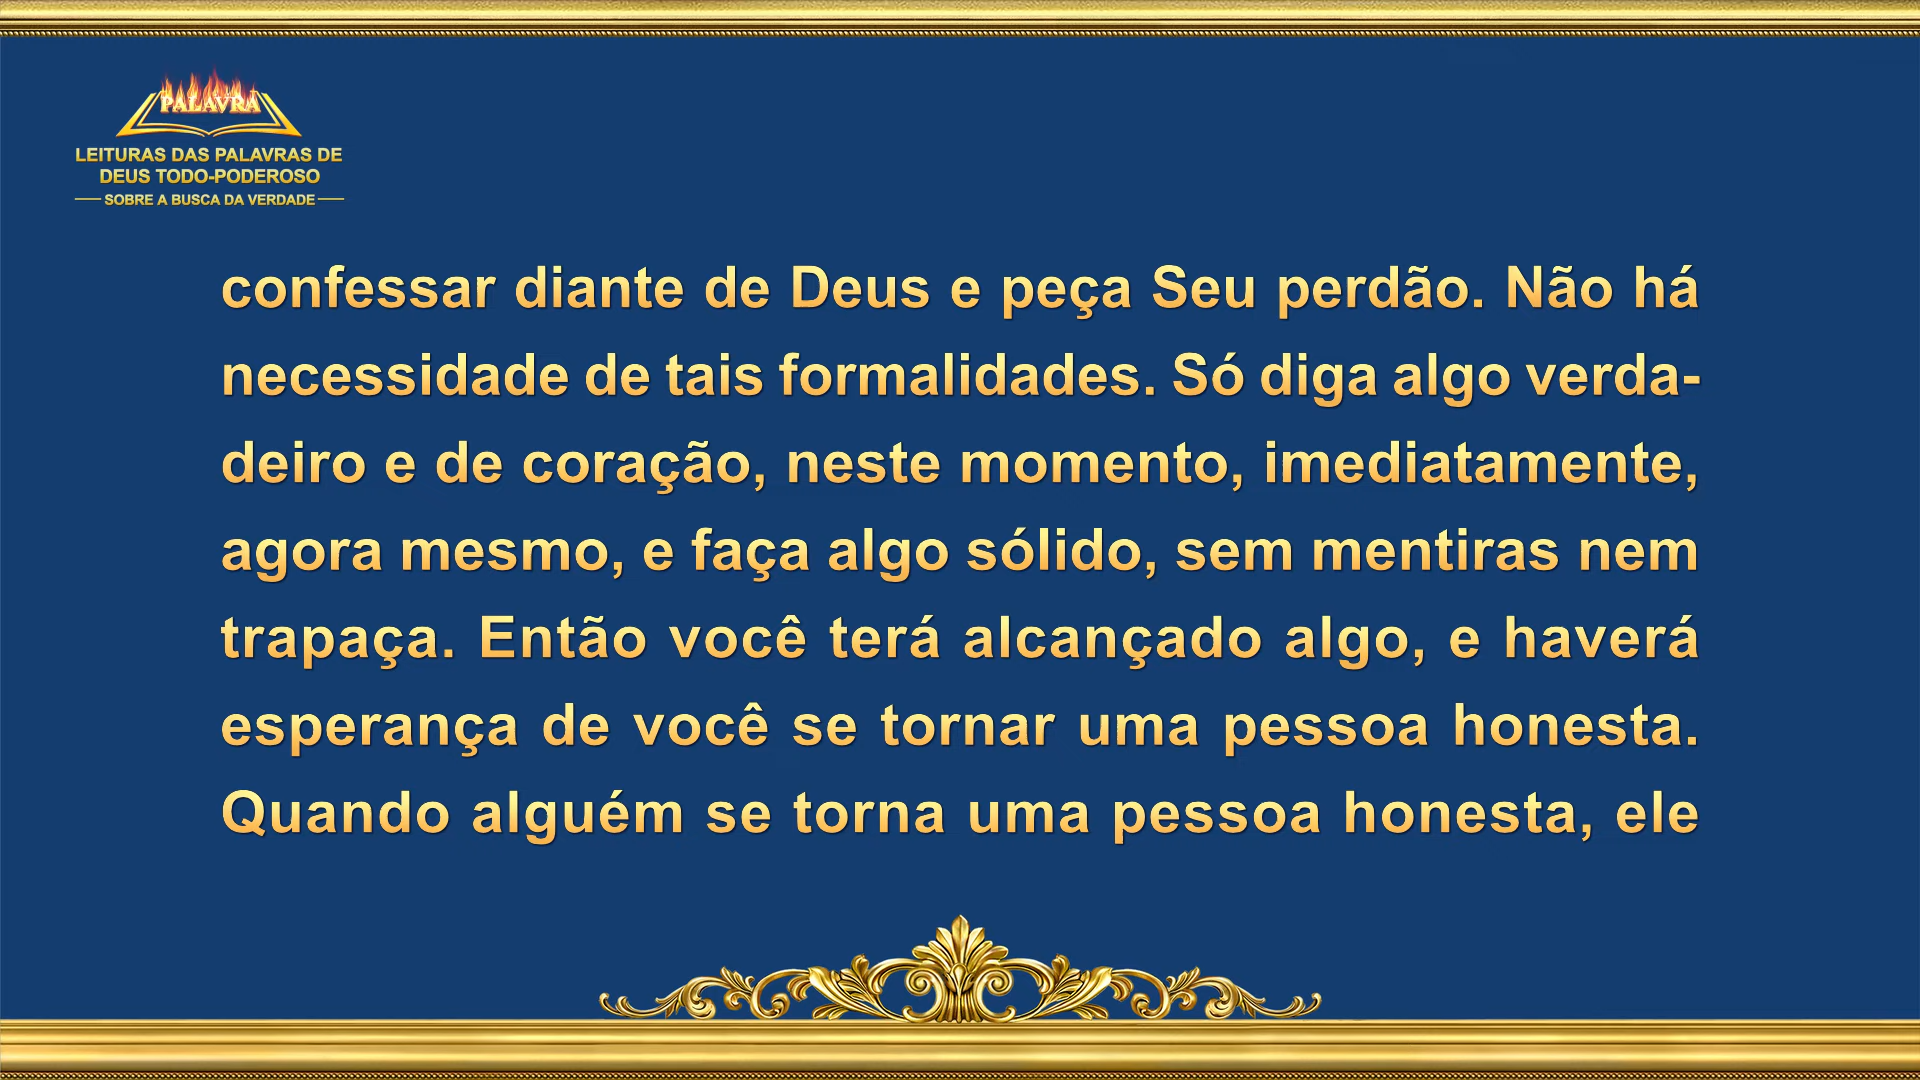 PALAVRA
LEITURAS DAS PALAVRAS DE
DEUS TODO-PODEROSO
SOBRE A BUSCA DA VERDADE
confessar diante de Deus e peça Seu perdão. Não há
necessidade de tais formalidades. Só diga algo verda-
deiro e de coração, neste momento, imediatamente,
agora mesmo, e faça algo sólido, sem mentiras nem
trapaça. Então você terá alcançado algo, e haverá
esperança de você se tornar uma pessoa honesta.
Quando alguém se torna uma pessoa honesta, ele